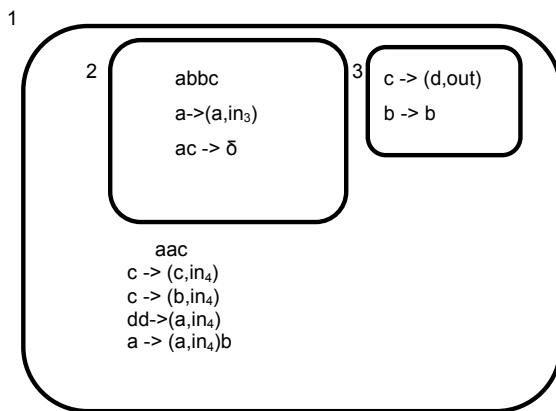 1
2
abbc
a->(a,in₃)
ac -> δ
3
c -> (d,out)
b -> b
aac
c -> (c,in₄)
c -> (b,in₄)
dd->(a,in₄)
a -> (a,in₄)b